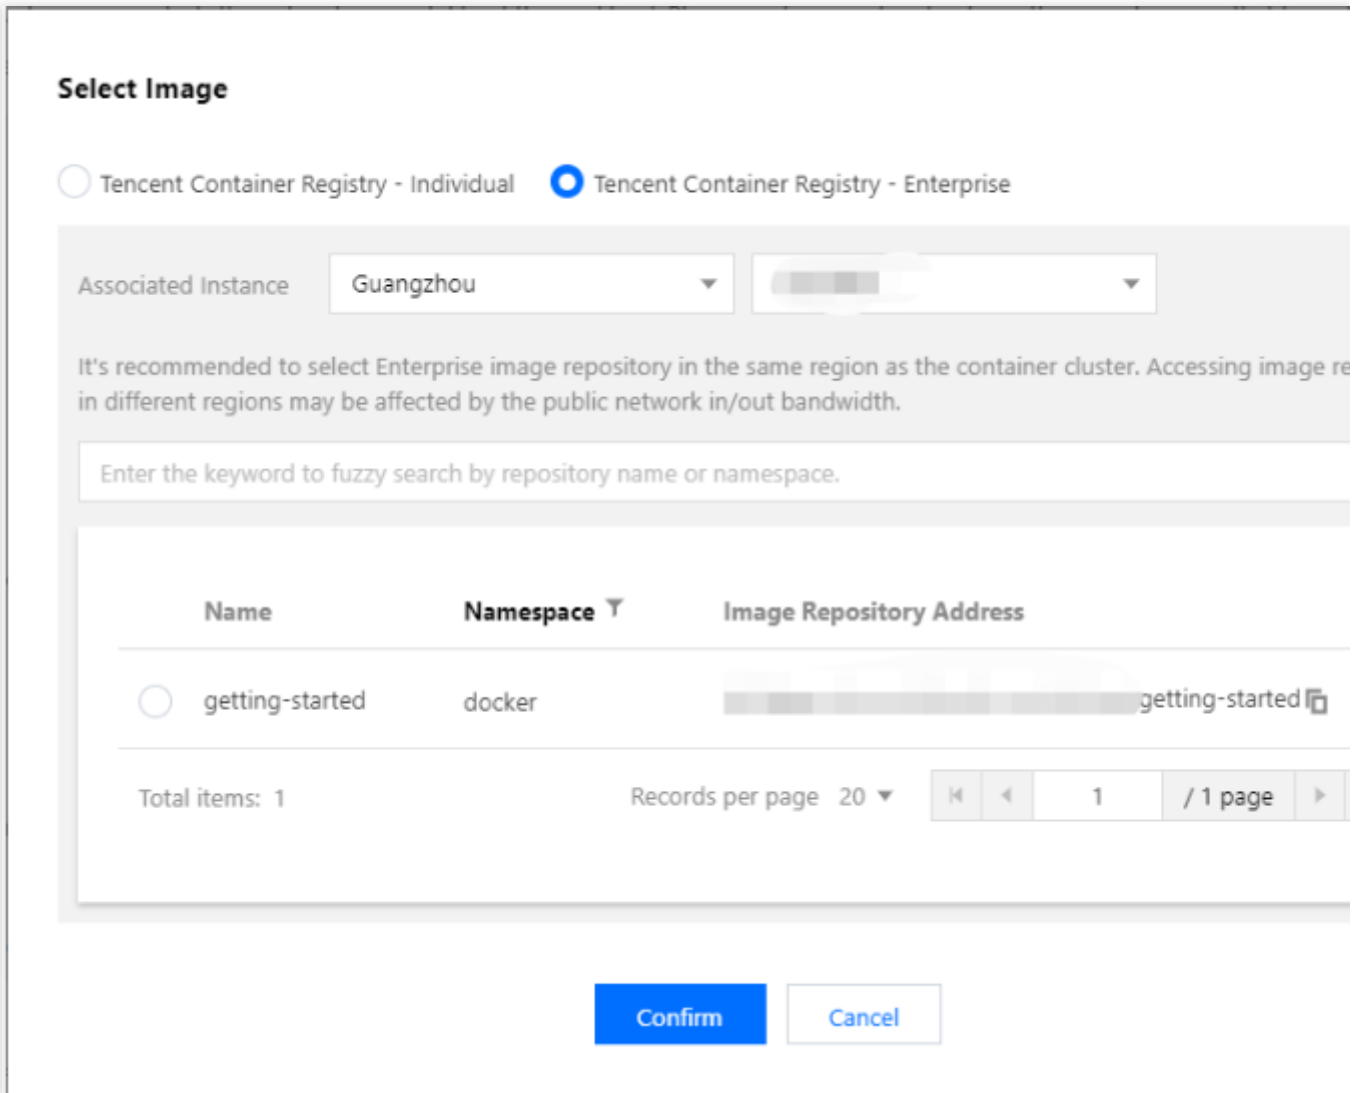 Select Image
Tencent Container Registry - Individual Tencent Container Registry - Enterprise
Associated Instance Guangzhou
It's recommended to select Enterprise image repository in the same region as the container cluster. Accessing image re
in different regions may be affected by the public network in/out bandwidth.
Enter the keyword to fuzzy search by repository name or namespace.
Name Namespace Image Repository Address
getting-started docker getting-started
Total items: 1 Records per page 20 1 / 1 page
Confirm Cancel